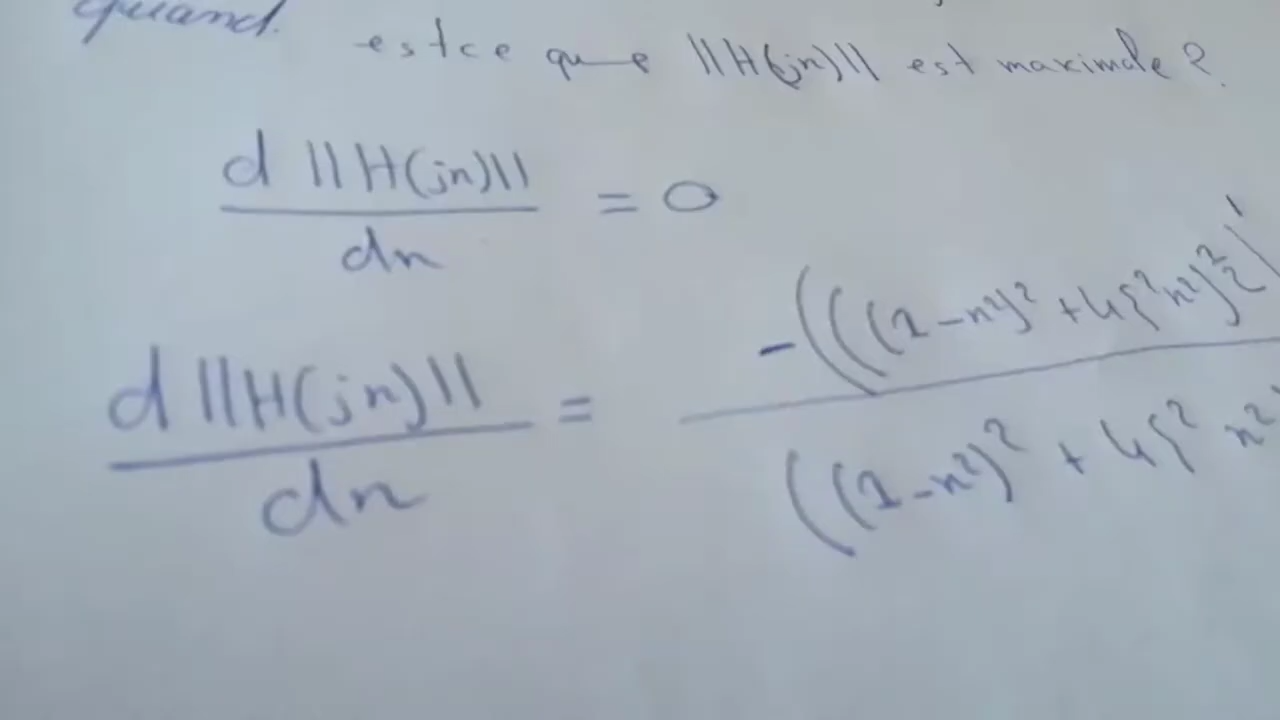 quand.
est ce que ||H(jn)|| est maximale ?
d ||H(jn)||
——— = 0
dn
d ||H(jn)|| / dn = -(((1-n²)² + 4ξ²n²)^½)' / ((1-n²)² + 4ξ² n²